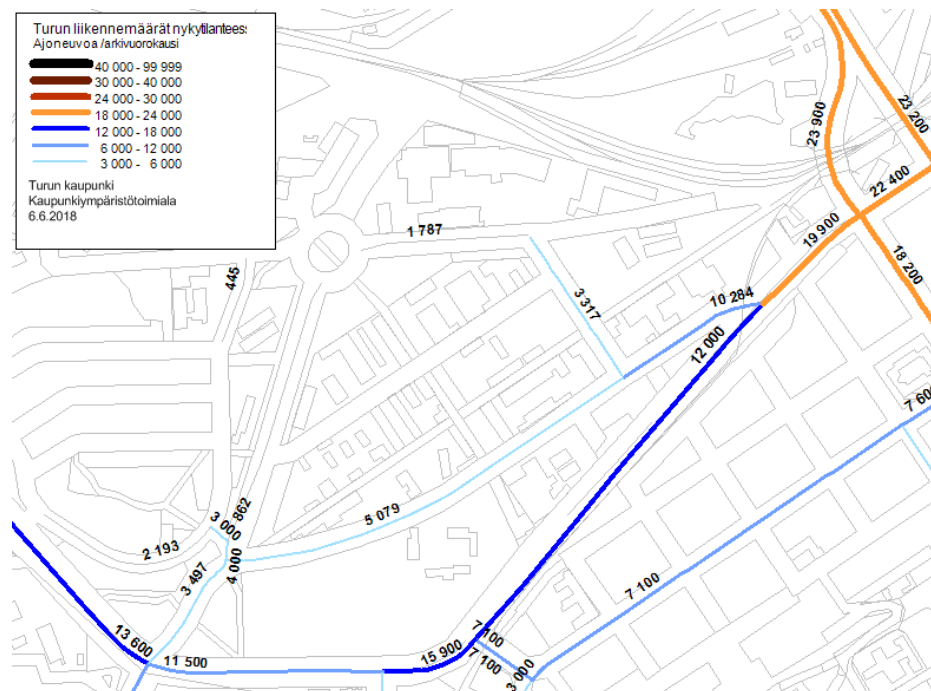 Turun liikennemäärät nykytilantees:
Ajoneuvoa /arkivuorokausi
40 000 - 99 999
30 000 - 40 000
24 000 - 30 000
18 000 - 24 000
12 000 - 18 000
6 000 - 12 000
3 000 - 6 000
Turun kaupunki
Kaupunkiympäristötoimiala
6.6.2018
23 900
23 200
22 400
19 900
18 200
1 787
445
3 317
10 284
12 000
7 600
862
3 000
5 079
2 193
4 000
3 497
7 100
13 600
11 500
15 900
7 100
7 100
3 000